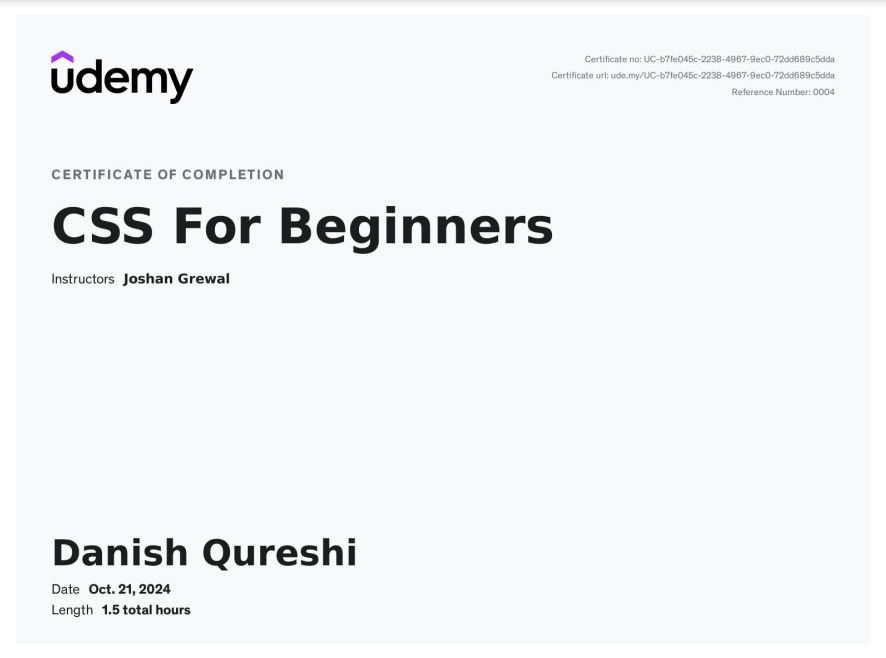 udemy
Certificate no: UC-b7fe045c-2238-4967-9ec0-72dd689c5dda
Certificate url: ude.my/UC-b7fe045c-2238-4967-9ec0-72dd689c5dda
Reference Number: 0004
CERTIFICATE OF COMPLETION
CSS For Beginners
Instructors Joshan Grewal
Danish Qureshi
Date Oct. 21, 2024
Length 1.5 total hours